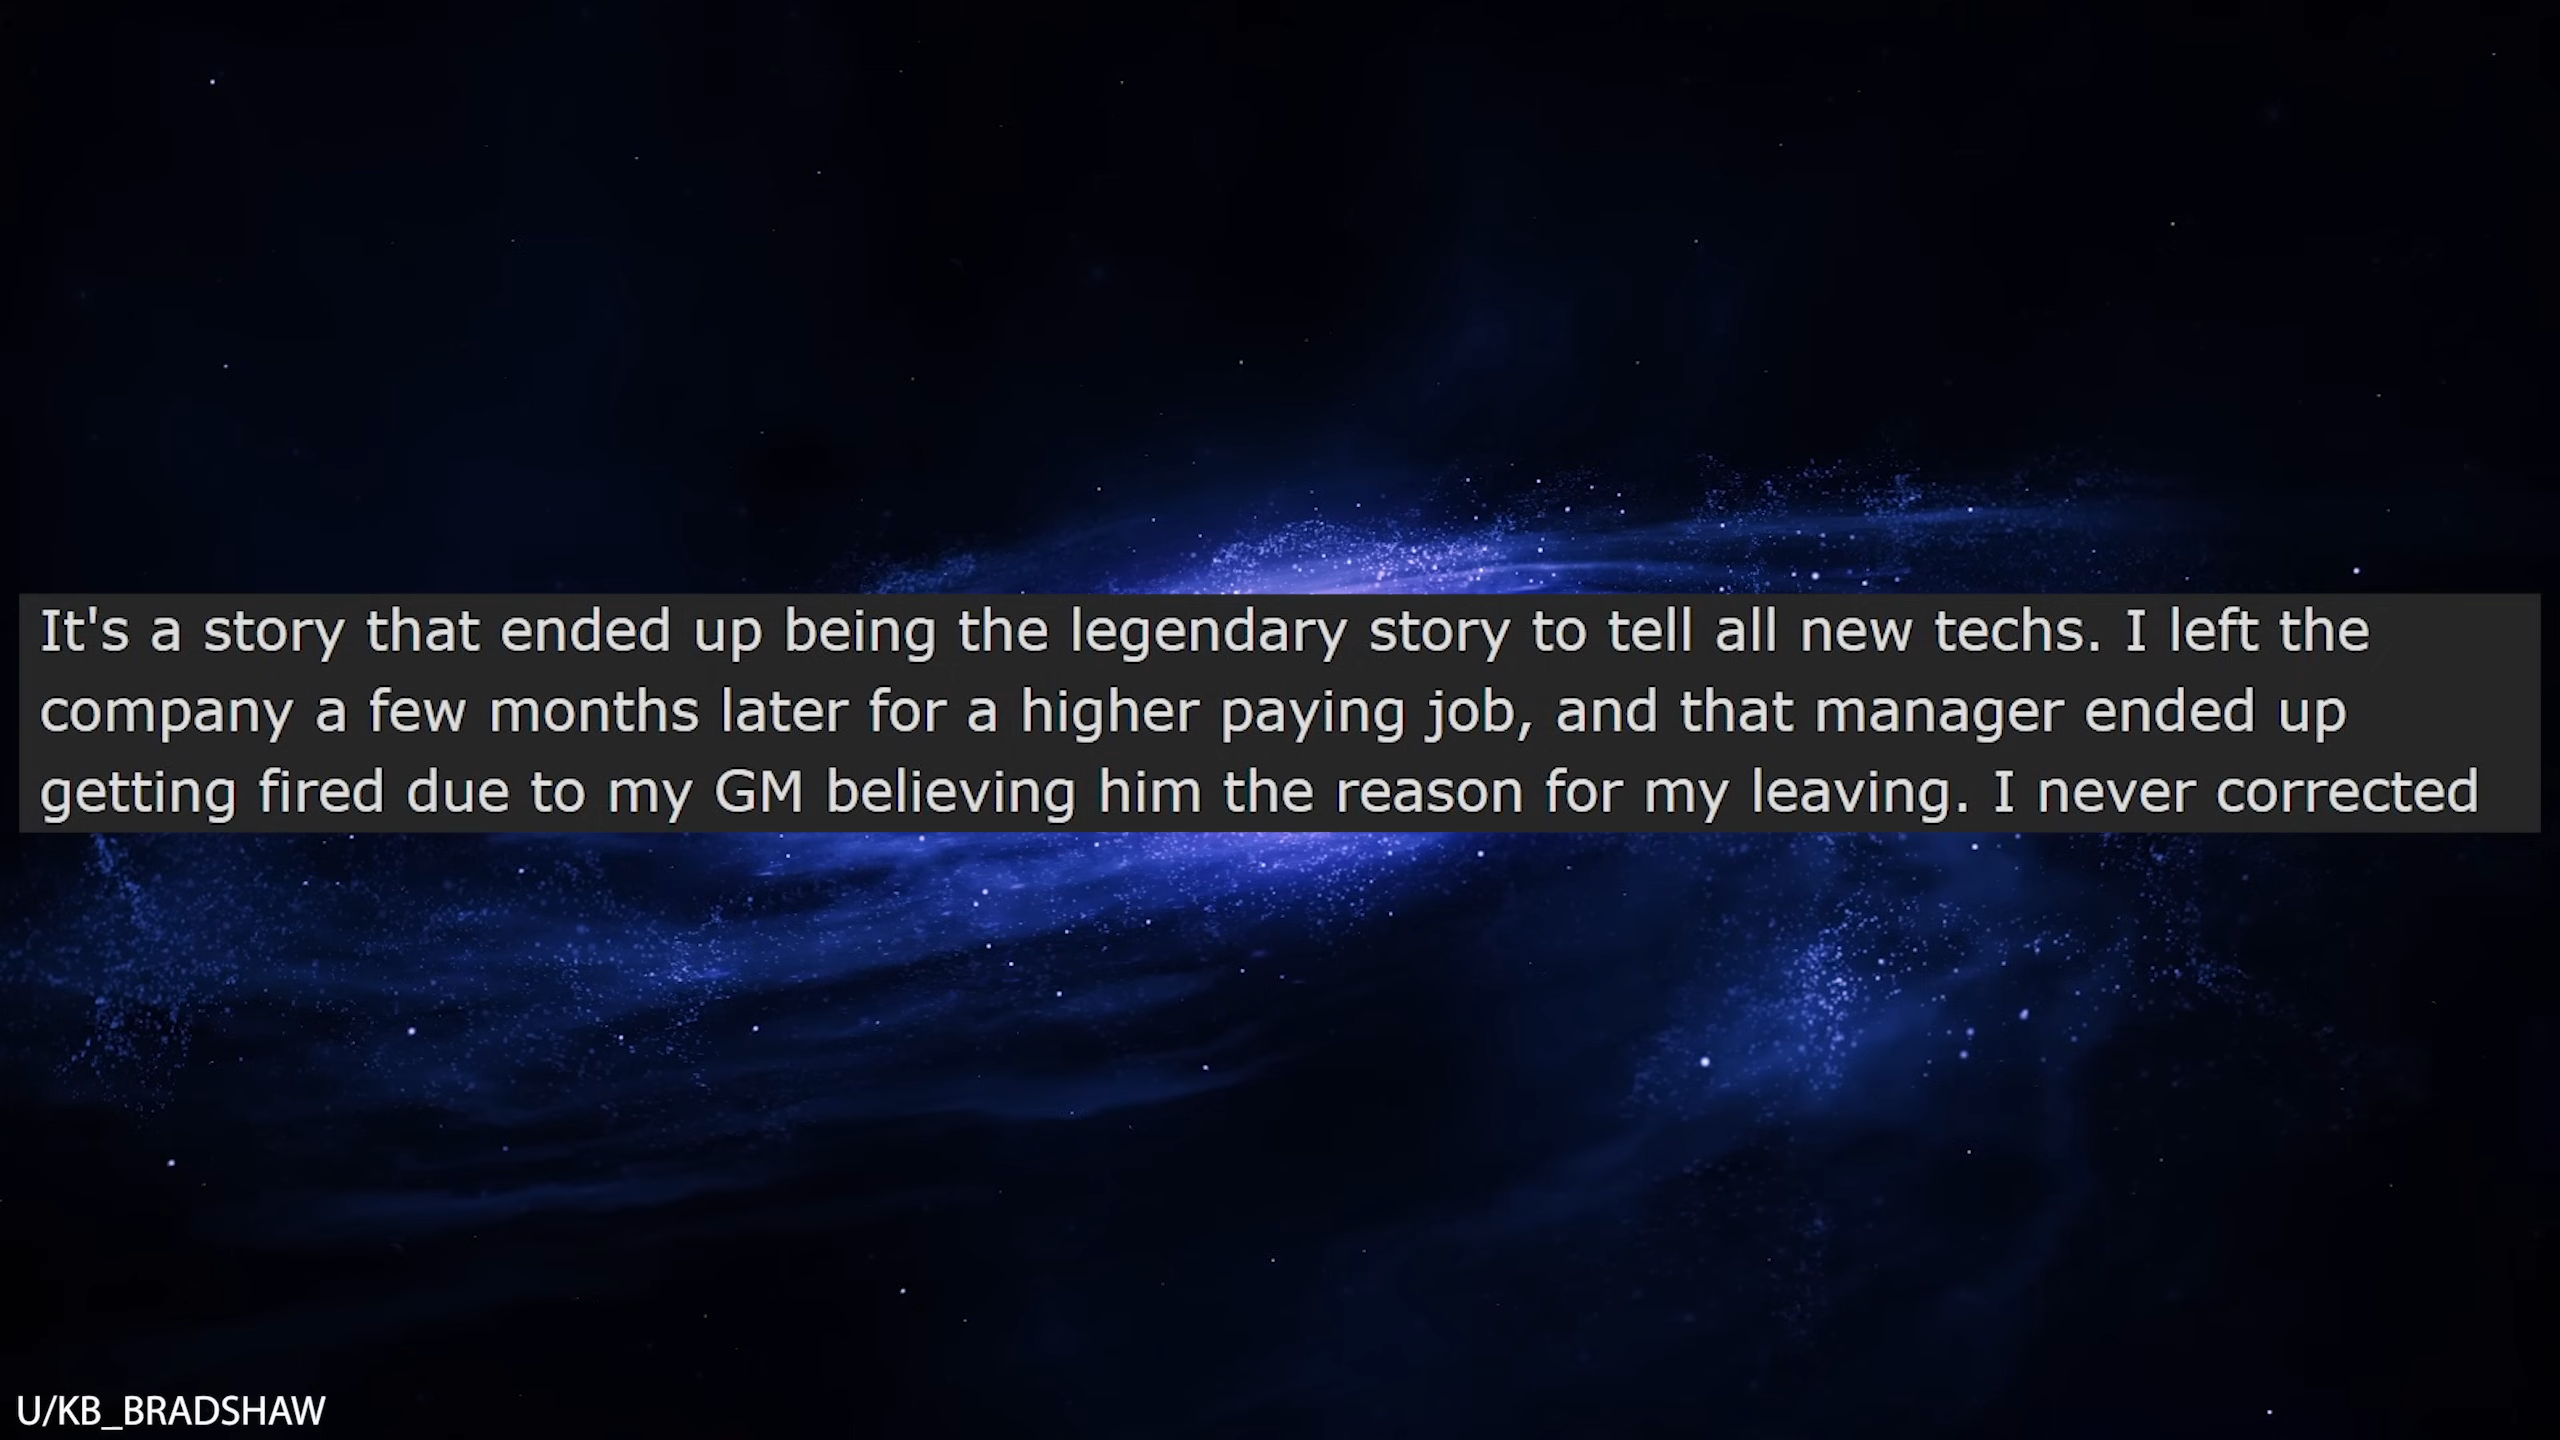 It's a story that ended up being the legendary story to tell all new techs. I left the
company a few months later for a higher paying job, and that manager ended up
getting fired due to my GM believing him the reason for my leaving. I never corrected
U/KB_BRADSHAW